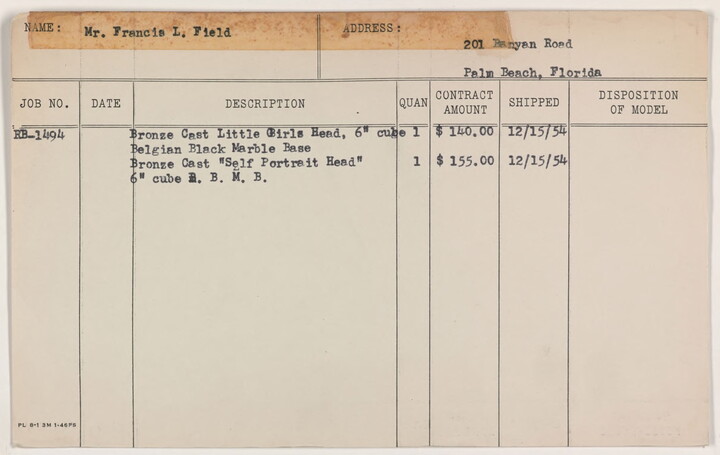 NAME: Mr. Francis L. Field ADDRESS:
201 Banyan Road
Palm Beach, Florida
JOB NO. DATE DESCRIPTION QUAN CONTRACT AMOUNT SHIPPED DISPOSITION OF MODEL
RB-1494 Bronze Cast Little Girls Head, 6" cube 1 $ 140.00 12/15/54
Belgian Black Marble Base
Bronze Cast "Self Portrait Head" 1 $ 155.00 12/15/54
6" cube B. B. M. B.
PL 8-1 3M 1-46PS